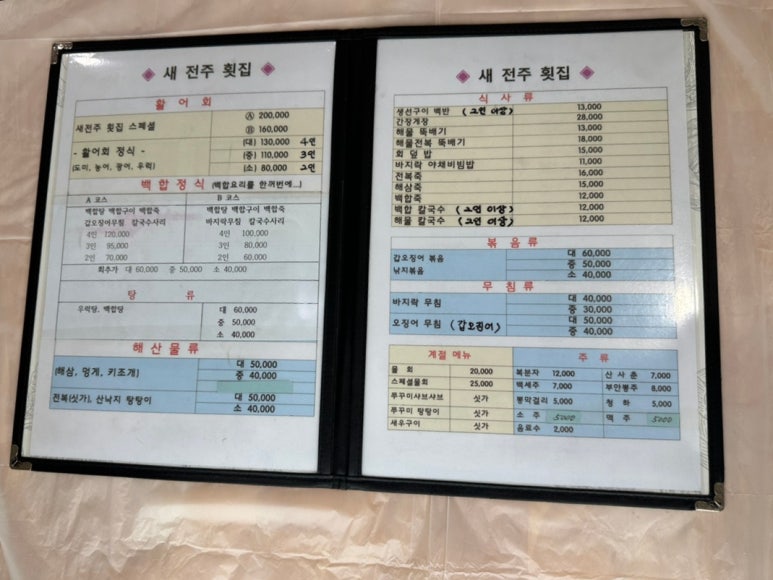 새 전주 횟집
활 어 회
새전주 횟집 스페셜
Ⓐ 200,000
Ⓑ 160,000
- 활어회 정식 -
(도미, 농어, 광어, 우럭)
(대) 130,000 4인
(중) 110,000 3인
(소) 80,000 2인
백 합 정 식 (백합요리를 한꺼번에...)
A 코스
백합탕 백합구이 백합죽
갑오징어무침 칼국수사리
4인 120,000
3인 95,000
2인 70,000
B 코스
백합탕 백합구이 백합죽
바지락무침 칼국수사리
4인 100,000
3인 80,000
2인 60,000
회추가 대 60,000 중 50,000 소 40,000
탕 류
우럭탕, 백합탕
대 60,000
중 50,000
소 40,000
해 산 물 류
(해삼, 멍게, 키조개)
대 50,000
중 40,000
전복(싯가), 산낙지 탕탕이
대 50,000
소 40,000
새 전주 횟집
식 사 류
생선구이 백반 (2인 이상) 13,000
간장게장 28,000
해물 뚝배기 13,000
해물전복 뚝배기 18,000
회 덮 밥 15,000
바지락 야채비빔밥 11,000
전복죽 16,000
해삼죽 15,000
백합죽 12,000
백합 칼국수 (2인 이상) 12,000
해물 칼국수 (2인 이상) 12,000
볶 음 류
갑오징어 볶음
낙지볶음
대 60,000
중 50,000
소 40,000
무 침 류
바지락 무침
대 40,000
중 30,000
오징어 무침 (갑오징어)
대 50,000
중 40,000
계절 메뉴
물 회 20,000
스페셜물회 25,000
쭈꾸미샤브샤브 싯가
쭈꾸미 탕탕이 싯가
새우구이 싯가
주 류
복분자 12,000 산 사 춘 7,000
백세주 7,000 부안뽕주 8,000
뽕막걸리 5,000 청 하 5,000
소 주 5000 맥 주 5000
음료수 2,000